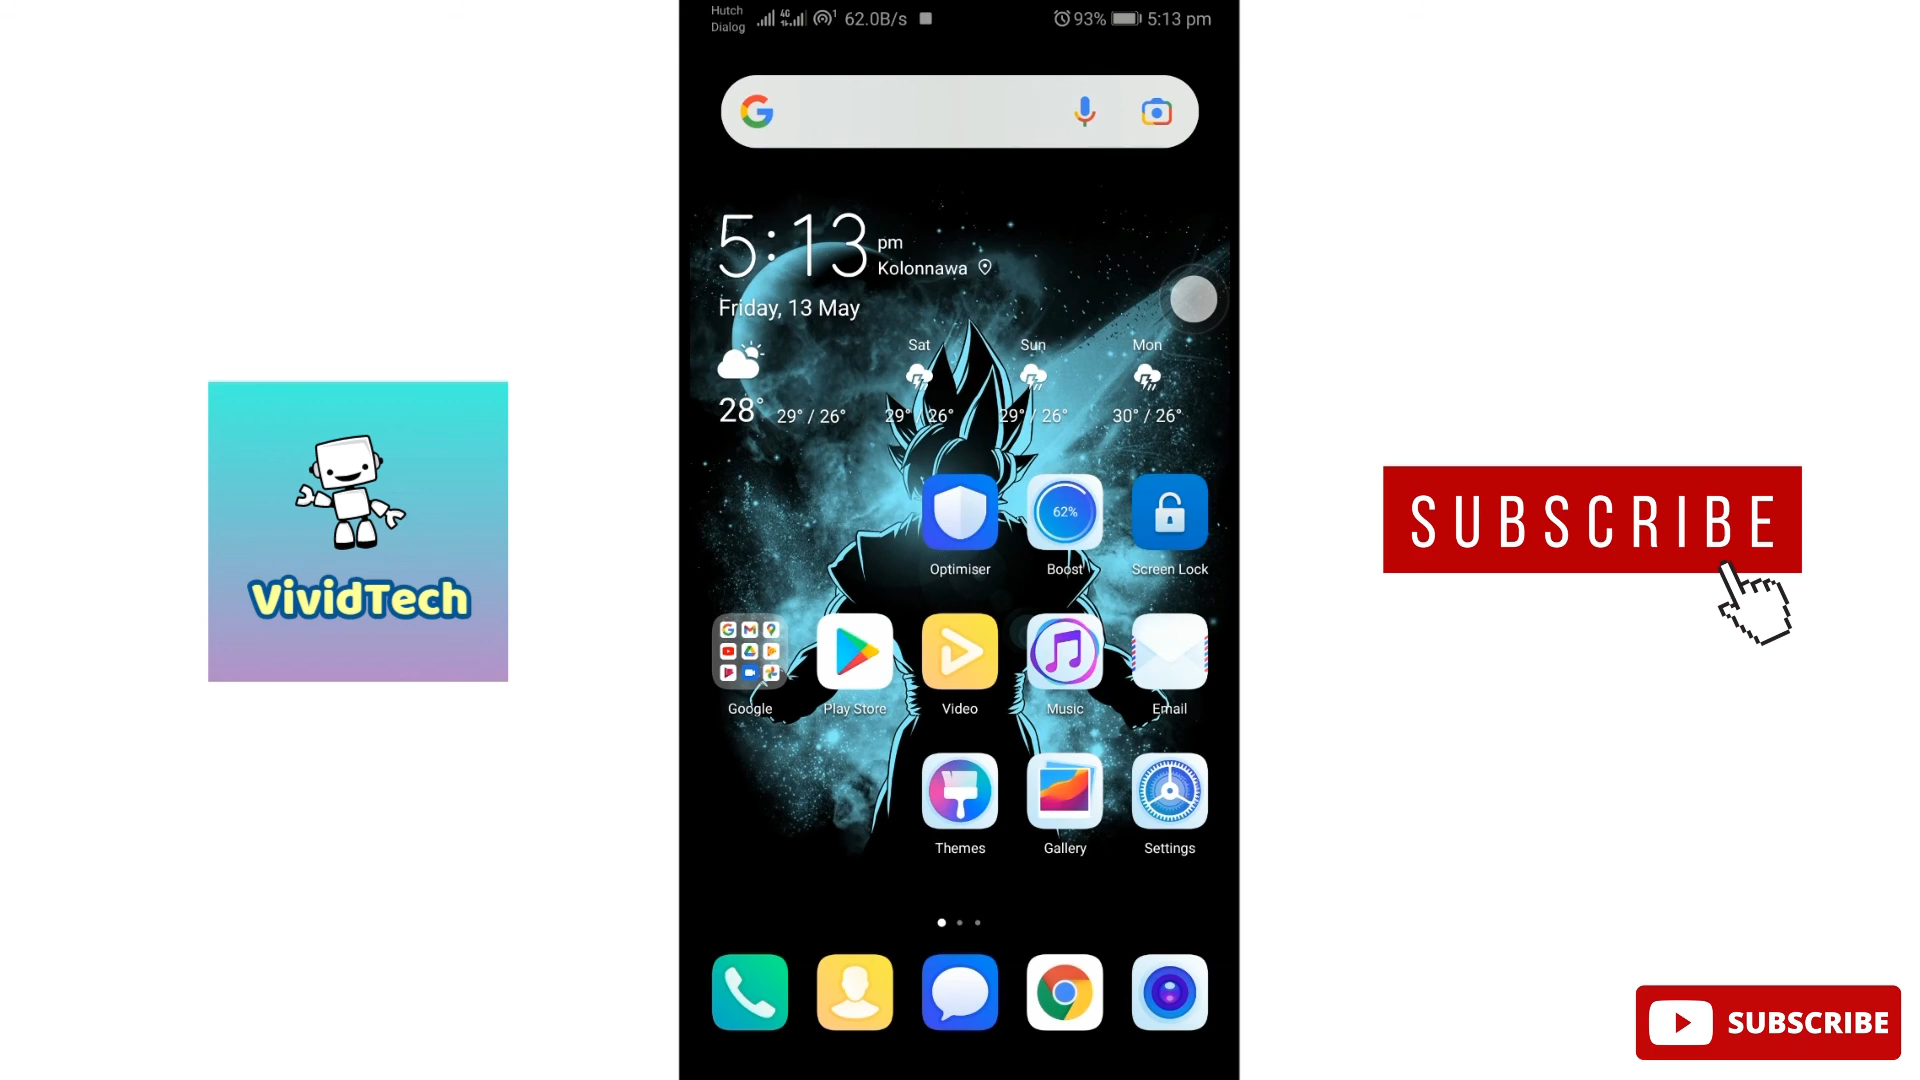 Hutch
Dialog
4G
1
62.0B/s
93%
5:13 pm
5:13 pm
Kolonnawa
Friday, 13 May
Sat
Sun
Mon
28°
29° / 26°
29° / 26°
29° / 26°
30° / 26°
62%
Optimiser
Boost
Screen Lock
Google
Play Store
Video
Music
Email
Themes
Gallery
Settings
VividTech
SUBSCRIBE
SUBSCRIBE